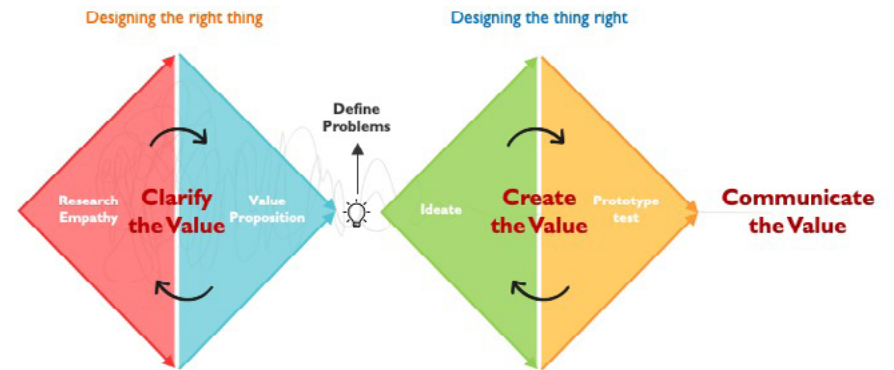 Designing the right thing
Designing the thing right
Define
Problems
Research
Empathy
Clarify
the Value
Value
Proposition
Ideate
Create
the Value
Prototype
test
Communicate
the Value